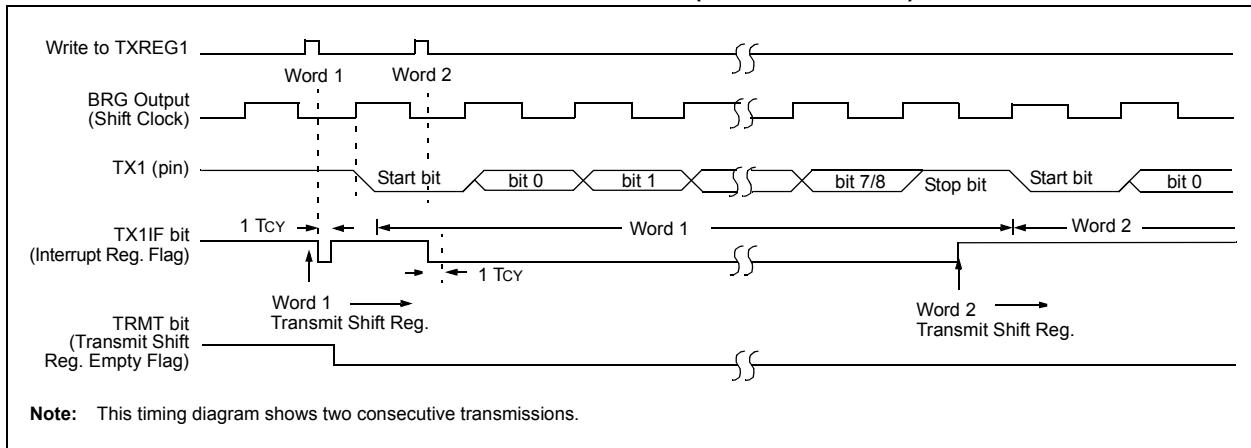 Write to TXREG1
Word 1
Word 2
BRG Output
(Shift Clock)
TX1 (pin)
Start bit
bit 0
bit 1
bit 7/8
Stop bit
Start bit
bit 0
1 TCY
Word 1
Word 2
TX1IF bit
(Interrupt Reg. Flag)
1 TCY
Word 1
Transmit Shift Reg.
Word 2
Transmit Shift Reg.
TRMT bit
(Transmit Shift
Reg. Empty Flag)
Note: This timing diagram shows two consecutive transmissions.